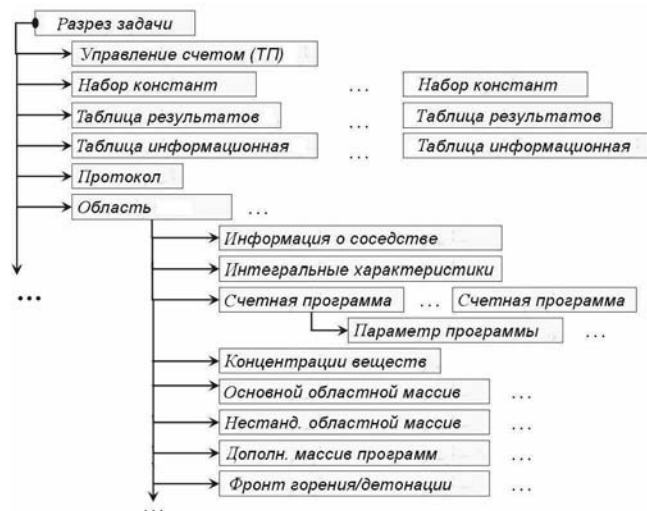 Разрез задачи
Управление счетом (ТП)
Набор констант ... Набор констант
Таблица результатов ... Таблица результатов
Таблица информационная ... Таблица информационная
Протокол
Область ...
Информация о соседстве
Интегральные характеристики
...
Счетная программа ... Счетная программа
Параметр программы ...
Концентрации веществ
Основной областной массив ...
Нестанд. областной массив ...
Дополн. массив программ ...
Фронт горения/детонации ...
...